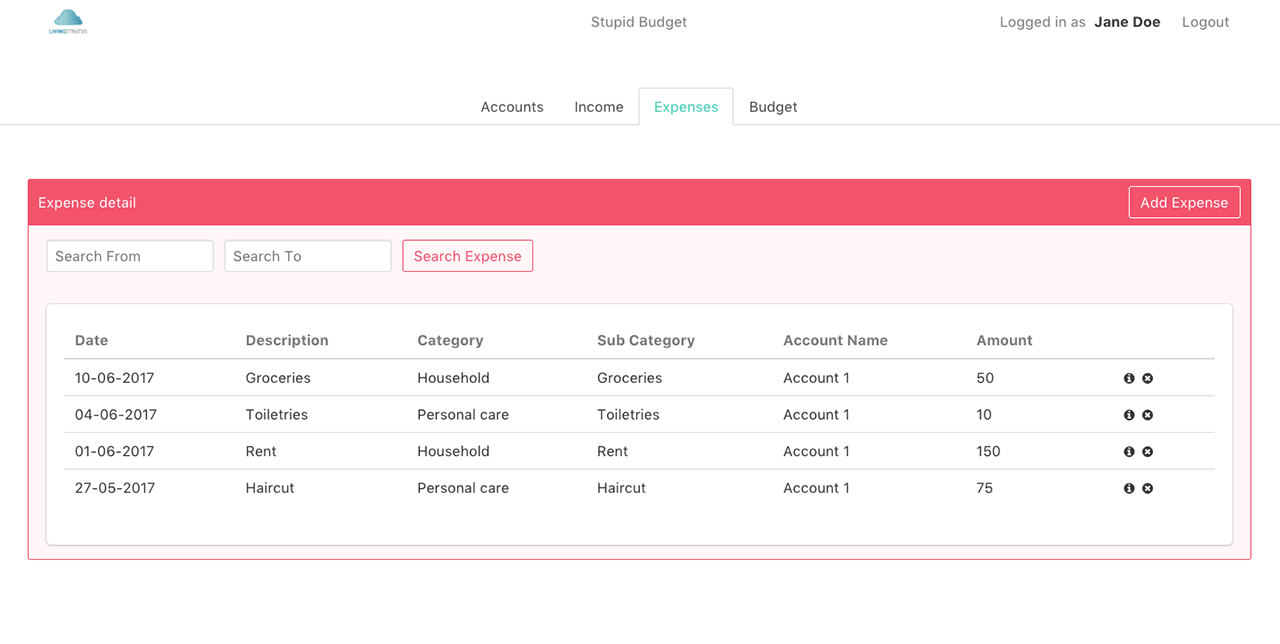 LIVINGSTRATUS
Stupid Budget
Logged in as Jane Doe Logout
Accounts Income Expenses Budget
Expense detail Add Expense
Search From Search To Search Expense
Date Description Category Sub Category Account Name Amount
10-06-2017 Groceries Household Groceries Account 1 50
04-06-2017 Toiletries Personal care Toiletries Account 1 10
01-06-2017 Rent Household Rent Account 1 150
27-05-2017 Haircut Personal care Haircut Account 1 75